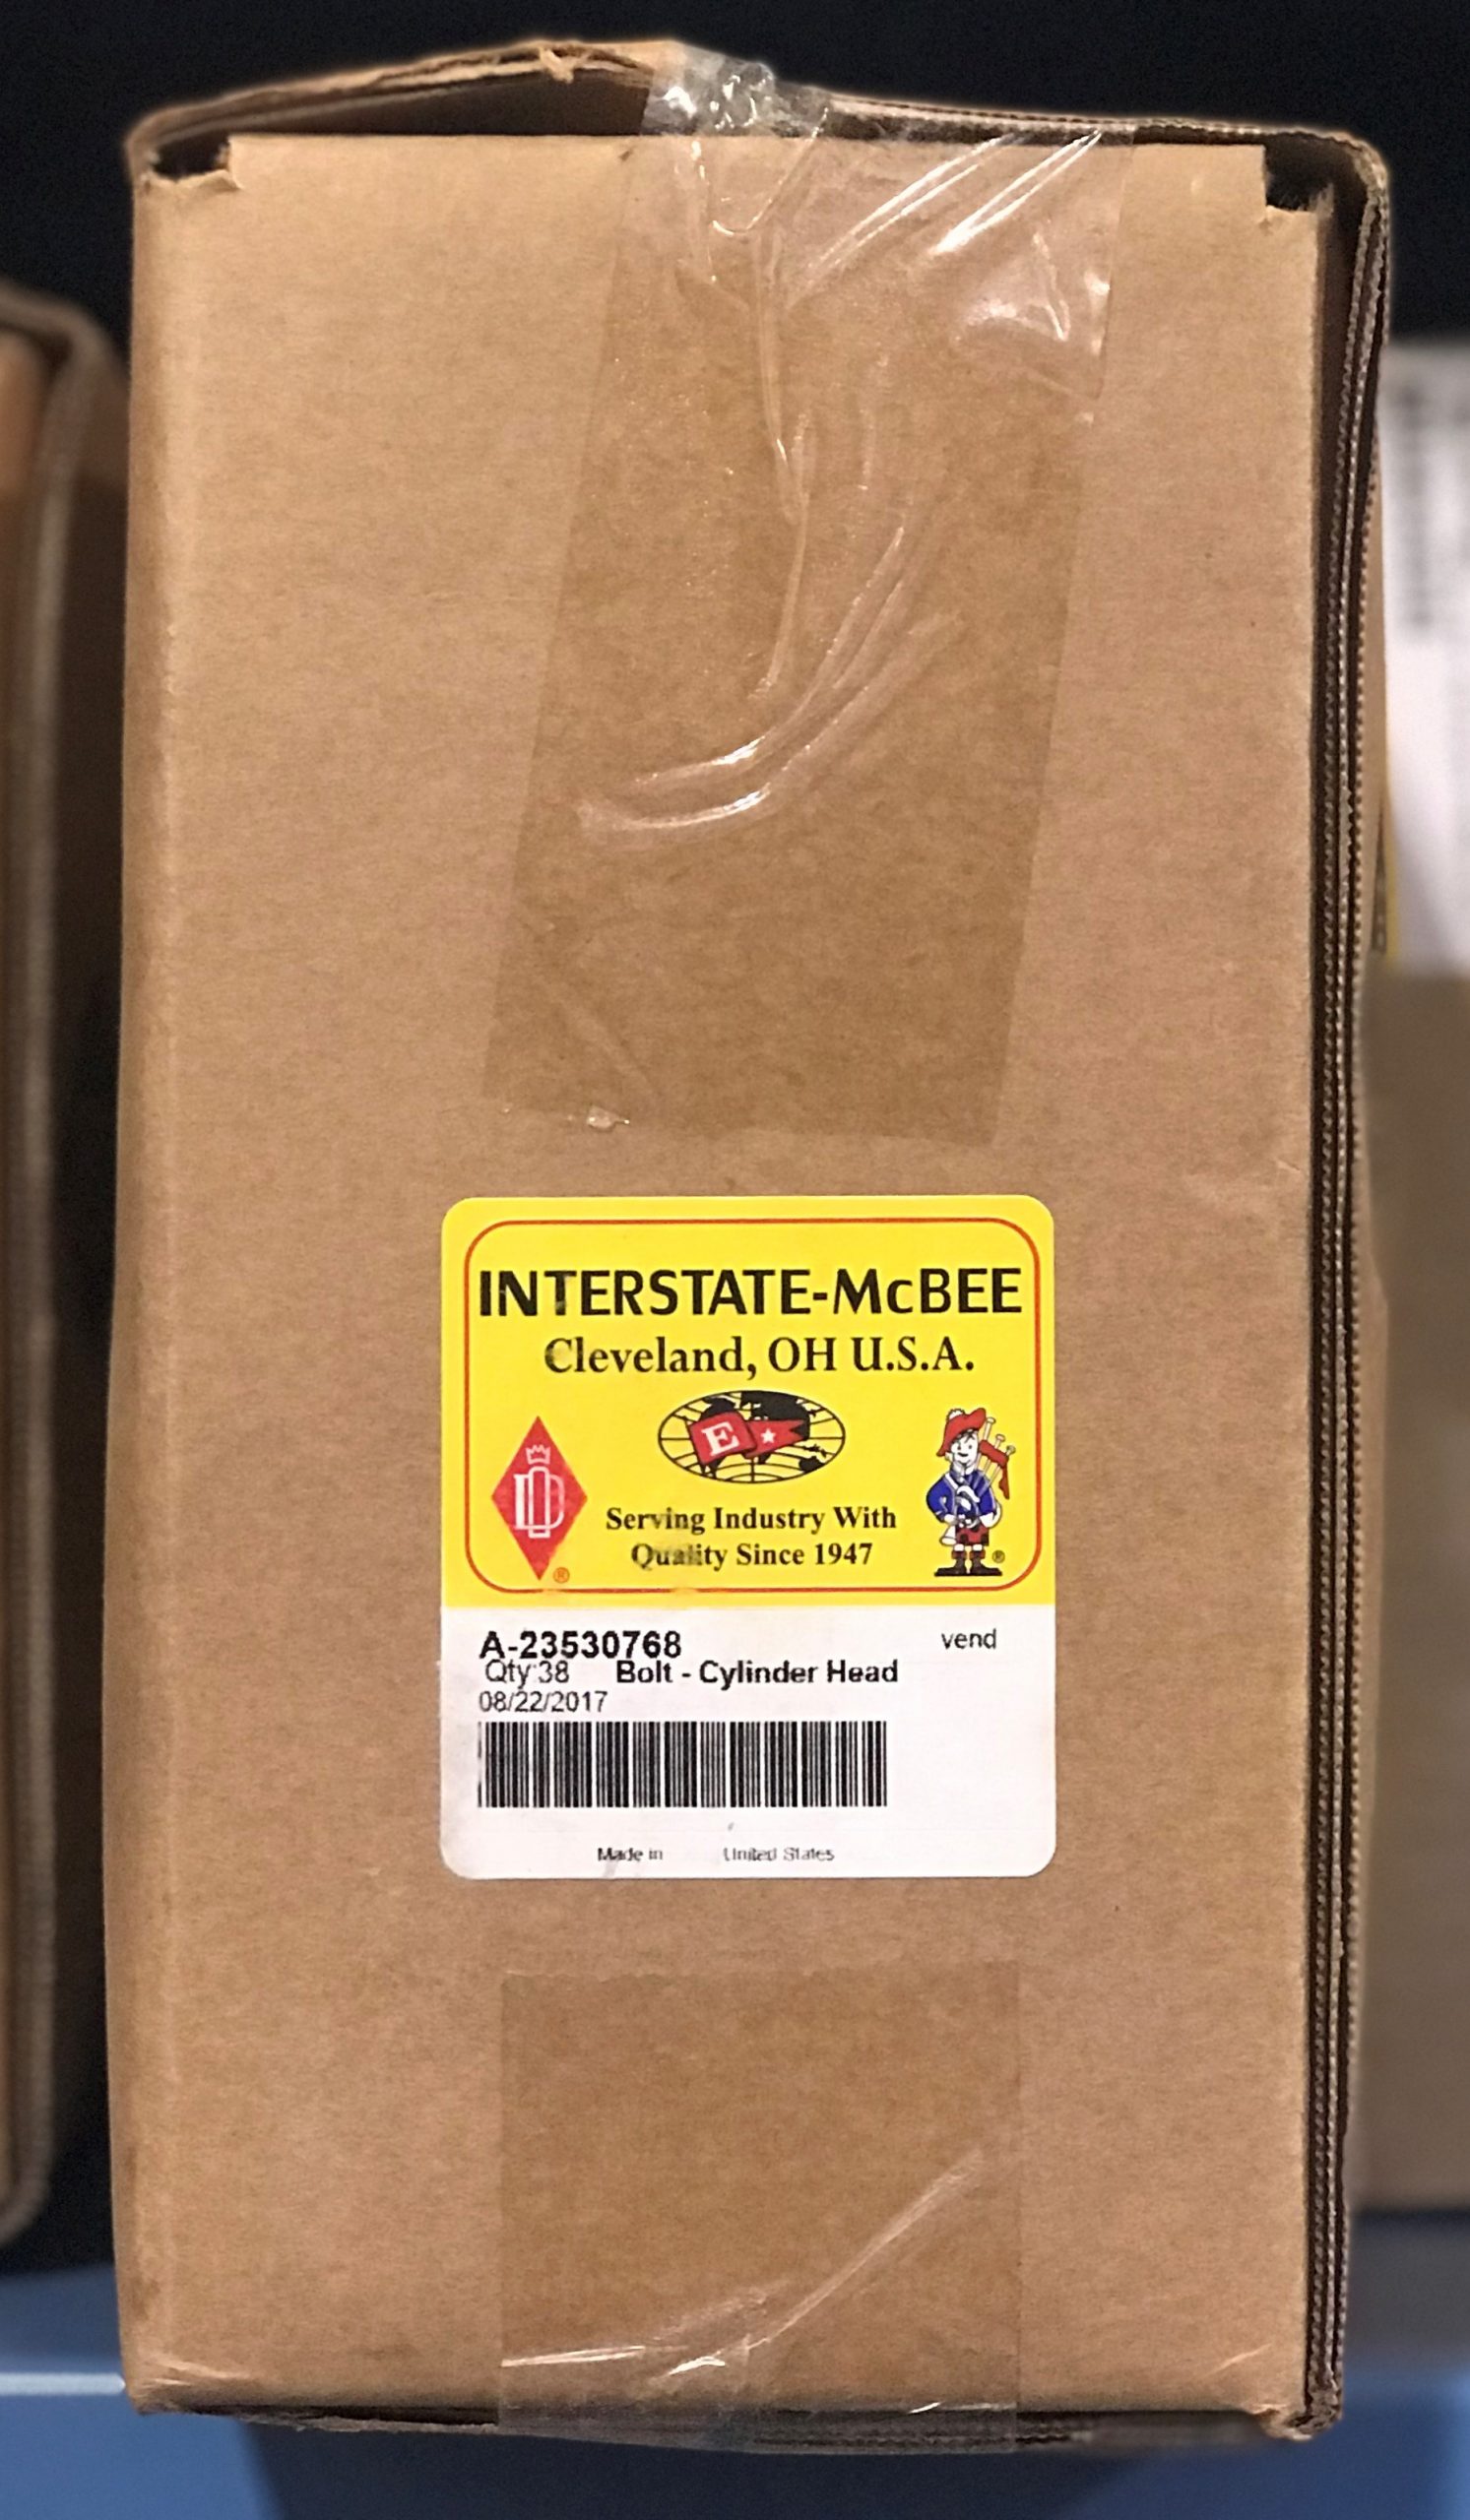 INTERSTATE-McBEE
Cleveland, OH U.S.A.
E
D
®
Serving Industry With
Quality Since 1947
®
A-23530768
vend
Qty:38 Bolt - Cylinder Head
08/22/2017
Made in United States